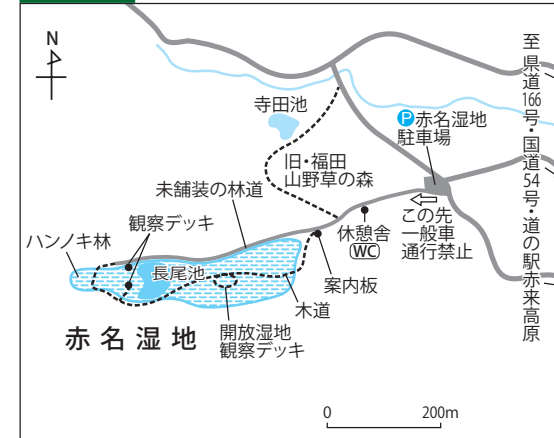 N
寺田池
P赤名湿地
駐車場
至 県道166号・国道54号・道の駅赤来高原
旧・福田
山野草の森
未舗装の林道
観察デッキ
ハンノキ林
長尾池
休憩舎
WC
この先
一般車
通行禁止
案内板
木道
開放湿地
観察デッキ
赤名湿地
0 200m